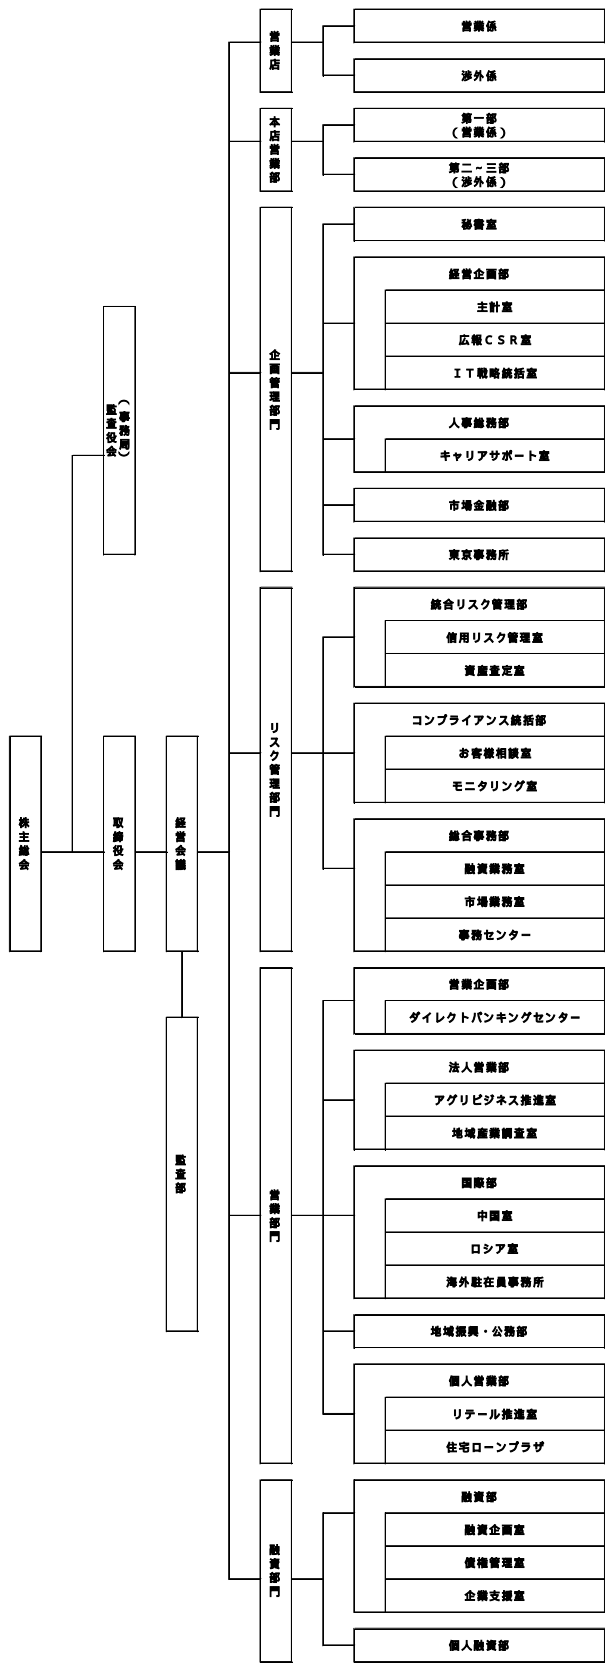 株主総会
監査役会
（事務局）
取締役会
経営会議
監査部
営業店
営業係
渉外係
本店営業部
第一部
（営業係）
第二～三部
（渉外係）
企画管理部門
秘書室
経営企画部
主計室
広報ＣＳＲ室
ＩＴ戦略統括室
人事総務部
キャリアサポート室
市場金融部
東京事務所
リスク管理部門
統合リスク管理部
信用リスク管理室
資産査定室
コンプライアンス統括部
お客様相談室
モニタリング室
総合事務部
融資業務室
市場業務室
事務センター
営業部門
営業企画部
ダイレクトバンキングセンター
法人営業部
アグリビジネス推進室
地域産業調査室
国際部
中国室
ロシア室
海外駐在員事務所
地域振興・公務部
個人営業部
リテール推進室
住宅ローンプラザ
融資部門
融資部
融資企画室
債権管理室
企業支援室
個人融資部